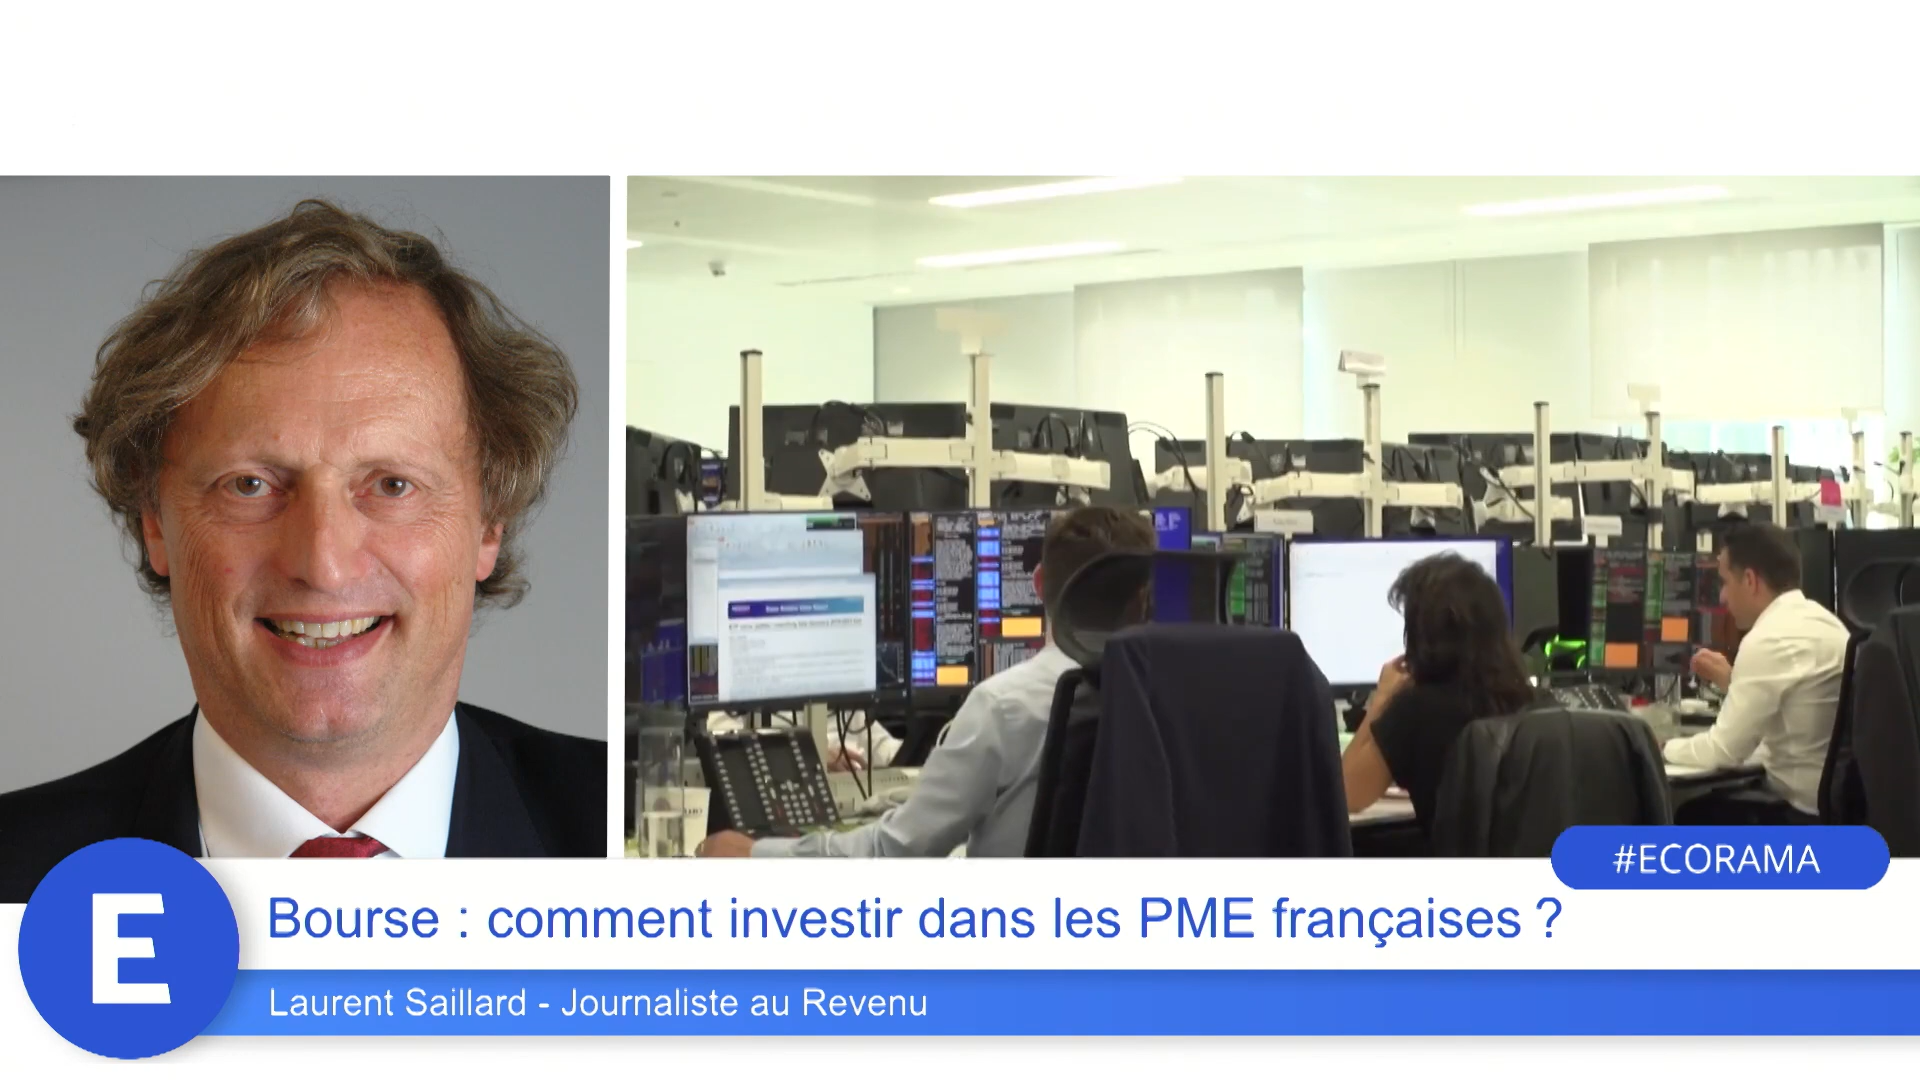 #ECORAMA
E
Bourse : comment investir dans les PME françaises ?
Laurent Saillard - Journaliste au Revenu